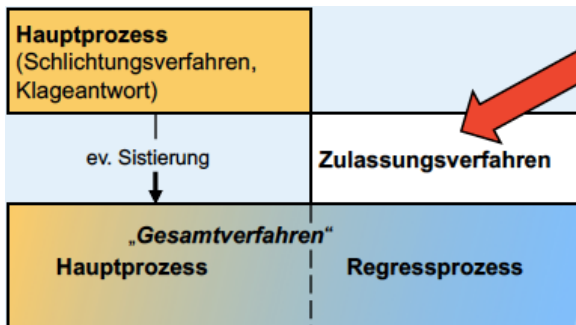 Hauptprozess
(Schlichtungsverfahren,
Klageantwort)
ev. Sistierung
Zulassungsverfahren
„Gesamtverfahren“
Hauptprozess
Regressprozess